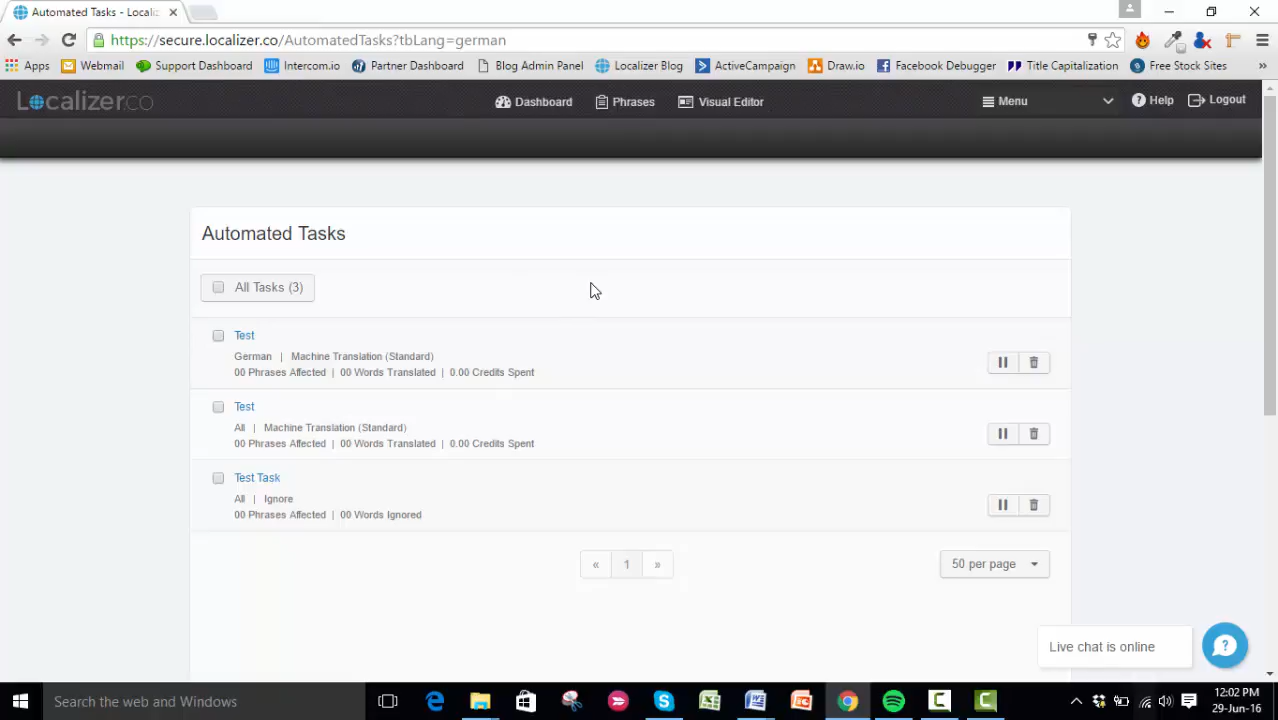 Automated Tasks - Localiz
https://secure.localizer.co/AutomatedTasks?tbLang=german
Apps Webmail Support Dashboard Intercom.io Partner Dashboard Blog Admin Panel Localizer Blog ActiveCampaign Draw.io Facebook Debugger Title Capitalization Free Stock Sites »
LocalizerCO Dashboard Phrases Visual Editor Menu Help Logout
Automated Tasks
All Tasks (3)
Test
German | Machine Translation (Standard)
00 Phrases Affected | 00 Words Translated | 0.00 Credits Spent
Test
All | Machine Translation (Standard)
00 Phrases Affected | 00 Words Translated | 0.00 Credits Spent
Test Task
All | Ignore
00 Phrases Affected | 00 Words Ignored
« 1 » 50 per page
Live chat is online
Search the web and Windows
12:02 PM
29-Jun-16